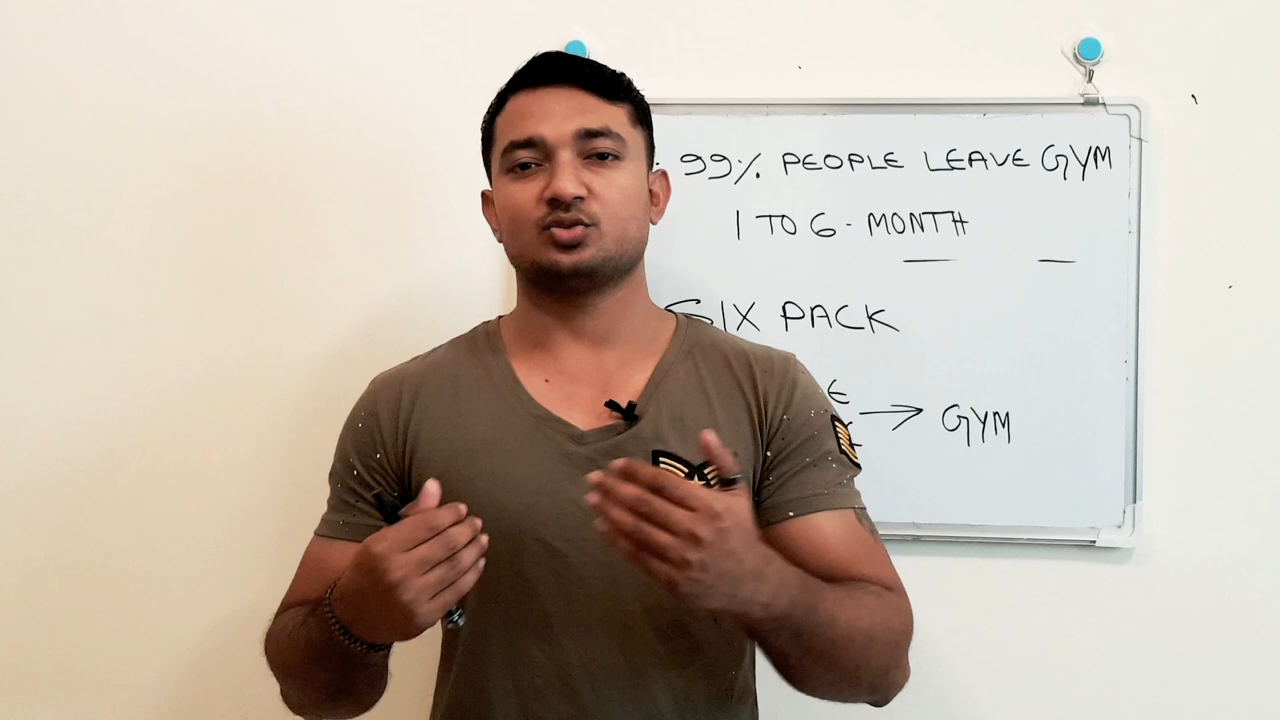 99% PEOPLE LEAVE GYM
1 TO 6 - MONTH
SIX PACK
→ GYM